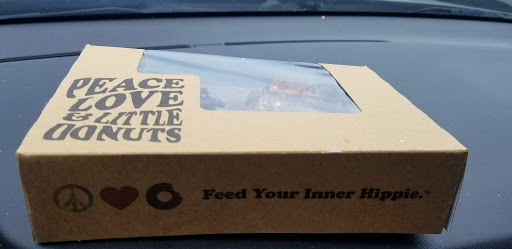 PEACE
LOVE
& LITTLE
DONUTS
Feed Your Inner Hippie.™